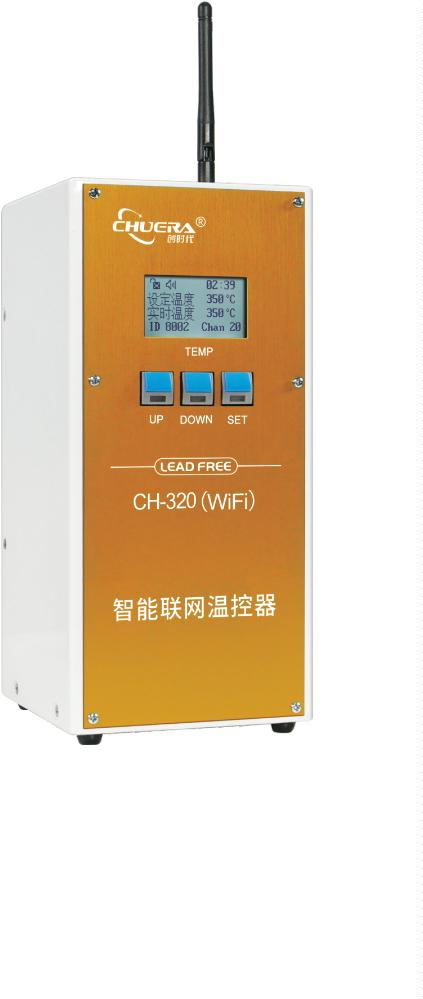 CHUERA®
创时代
02:39
设定温度 350℃
实时温度 350℃
ID 8002 Chan 20
TEMP
UP DOWN SET
LEAD FREE
CH-320(WiFi)
智能联网温控器